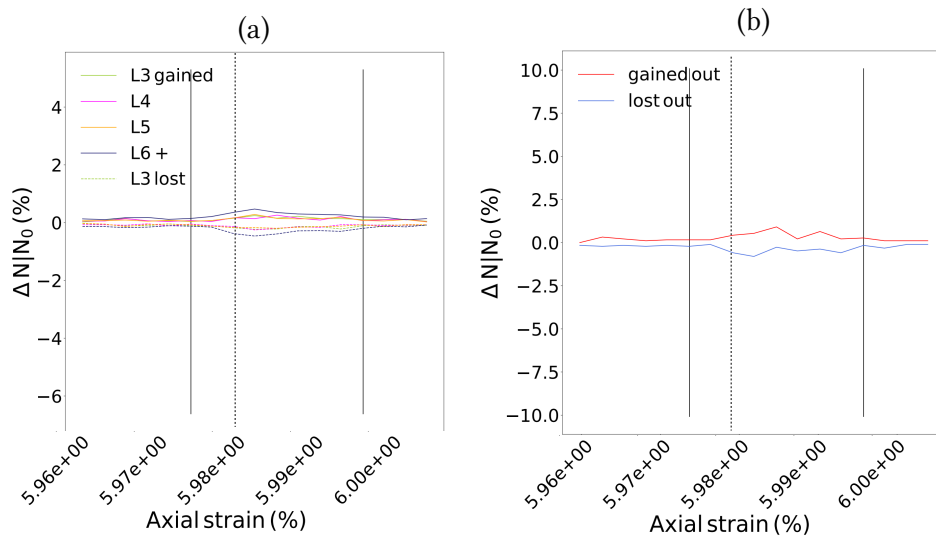 (a)
L3 gained
L4
L5
L6 +
L3 lost
4
2
0
−2
−4
−6
Δ N|N0 (%)
5.96e+00
5.97e+00
5.98e+00
5.99e+00
6.00e+00
Axial strain (%)
(b)
gained out
lost out
10.0
7.5
5.0
2.5
0.0
−2.5
−5.0
−7.5
−10.0
Δ N|N0 (%)
5.96e+00
5.97e+00
5.98e+00
5.99e+00
6.00e+00
Axial strain (%)